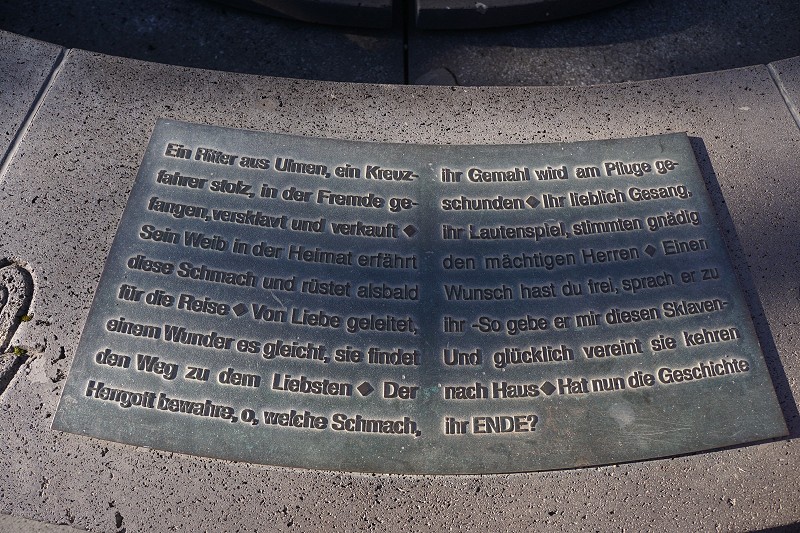 Ein Ritter aus Ulmen, ein Kreuz-
fahrer stolz, in der Fremde ge-
fangen, versklavt und verkauft ◆
Sein Weib in der Heimat erfährt
diese Schmach und rüstet alsbald
für die Reise ◆ Von Liebe geleitet,
einem Wunder es gleicht, sie findet
den Weg zu dem Liebsten ◆ Der
Herrgott bewahre, o, welche Schmach,
ihr Gemahl wird am Pfluge ge-
schunden ◆ Ihr lieblich Gesang,
ihr Lautenspiel, stimmten gnädig
den mächtigen Herren ◆ Einen
Wunsch hast du frei, sprach er zu
ihr -So gebe er mir diesen Sklaven-
Und glücklich vereint sie kehren
nach Haus ◆ Hat nun die Geschichte
ihr ENDE?